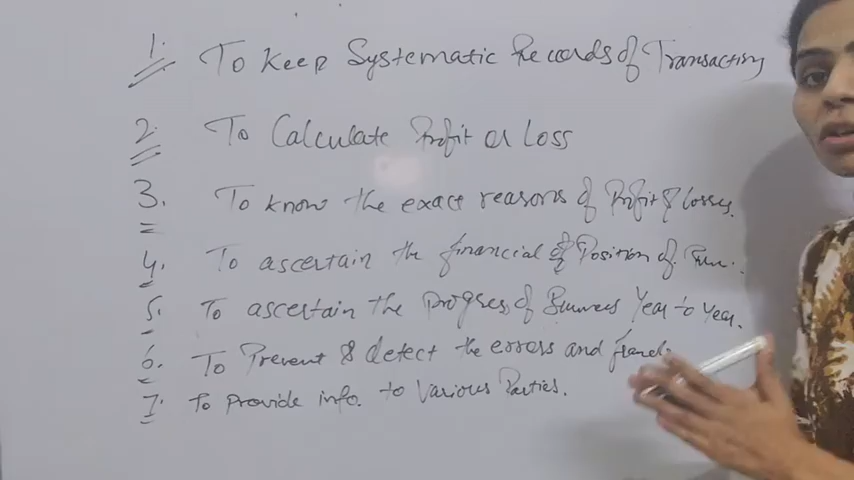 1. To Keep Systematic Records of Transactiny
2. To Calculate Profit or Loss
3. To know the exact reasons of Profit & losses.
4. To ascertain the financial & Position of Firm.
5. To ascertain the Progress of Business Year to Year.
6. To Prevent & detect the errors and frauds
7. To Provide info. to Various Parties.